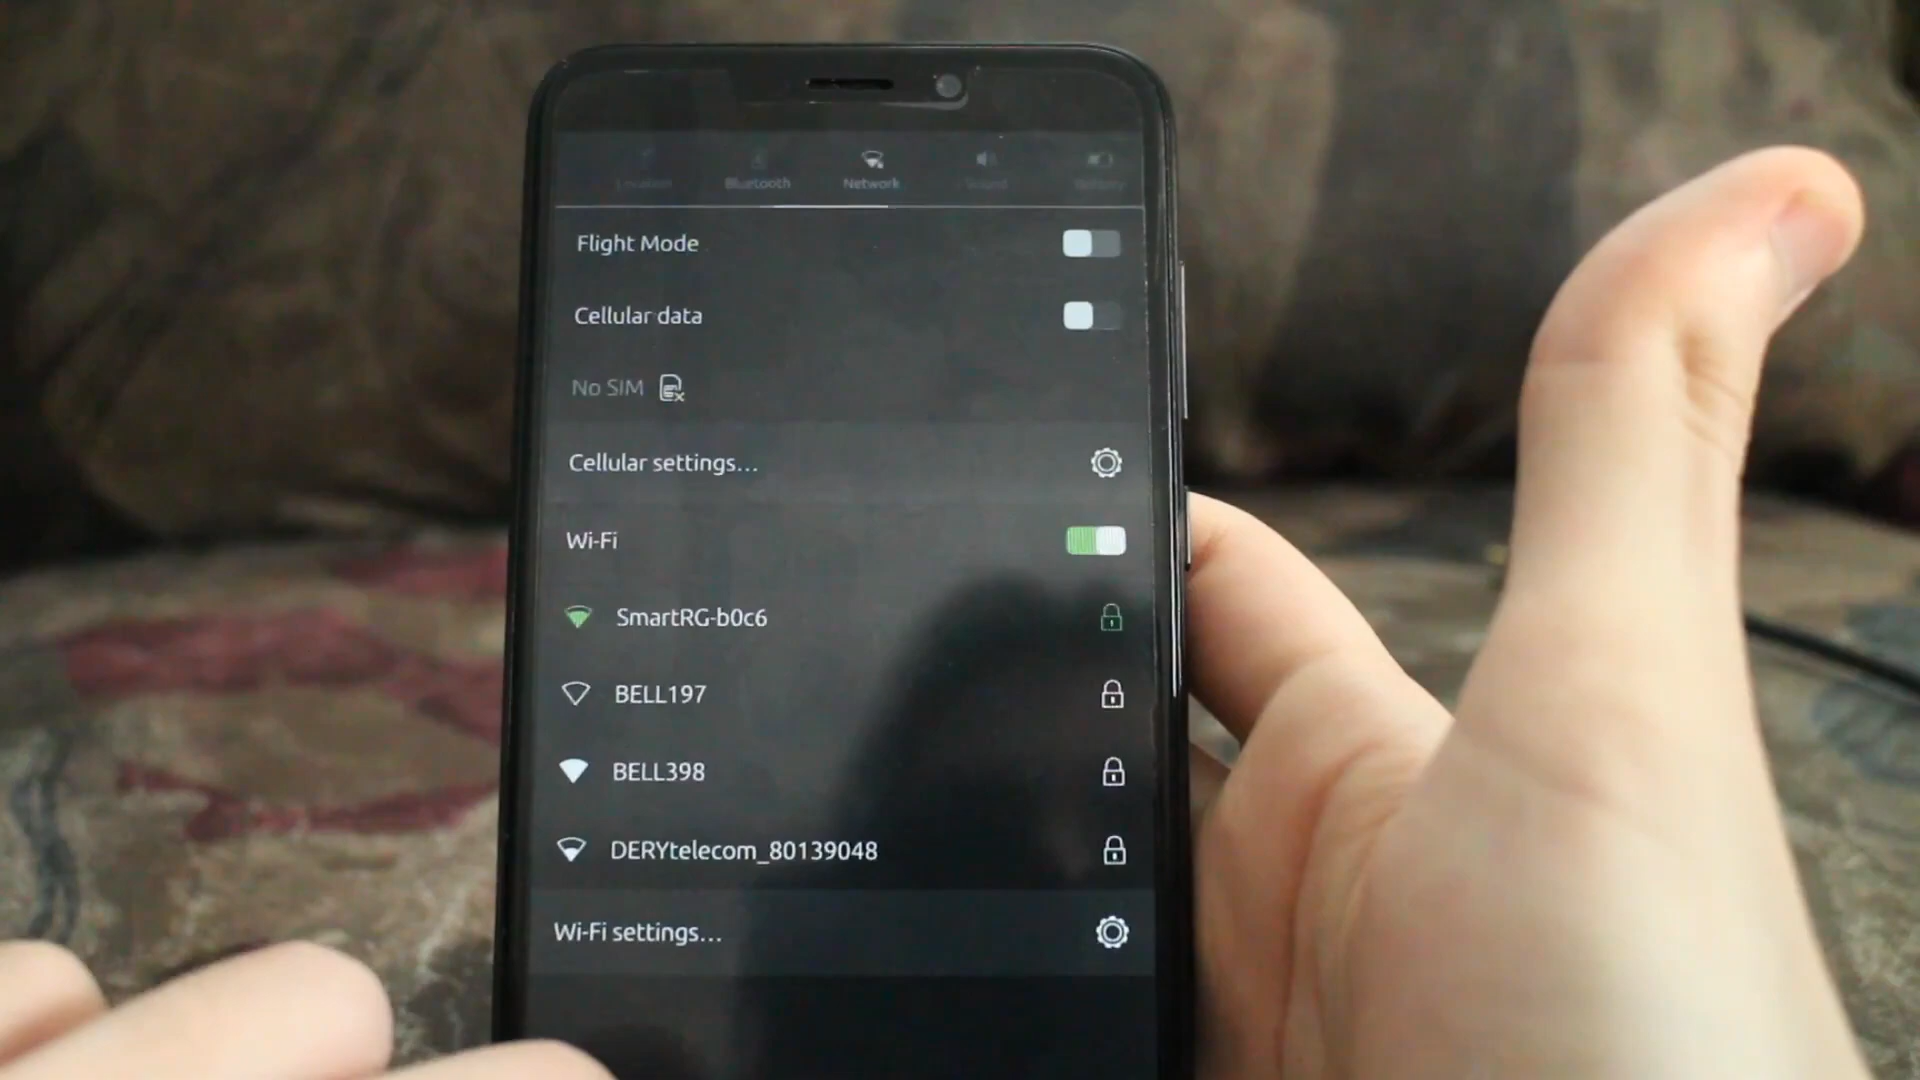 Location Bluetooth Network Sound Battery
Flight Mode
Cellular data
No SIM
Cellular settings...
Wi-Fi
SmartRG-b0c6
BELL197
BELL398
DERYtelecom_80139048
Wi-Fi settings...